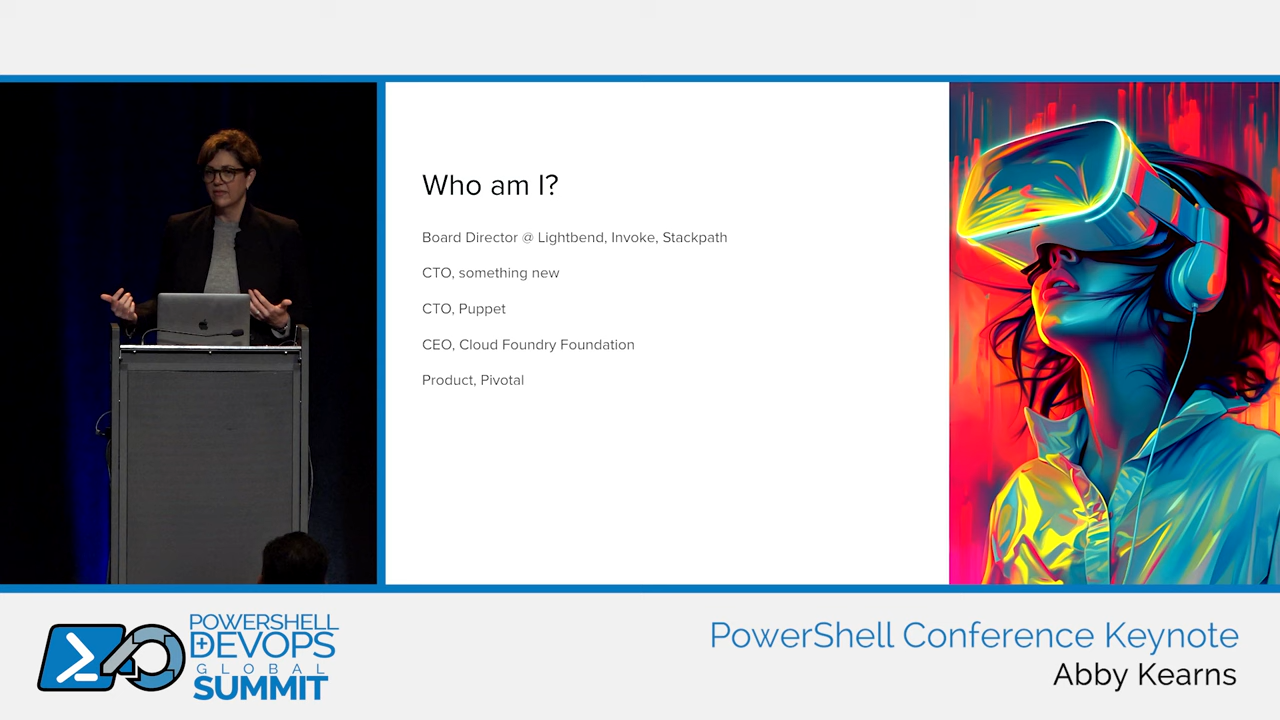 Who am I?
Board Director @ Lightbend, Invoke, Stackpath
CTO, something new
CTO, Puppet
CEO, Cloud Foundry Foundation
Product, Pivotal
POWERSHELL
+DEVOPS
GLOBAL
SUMMIT
PowerShell Conference Keynote
Abby Kearns